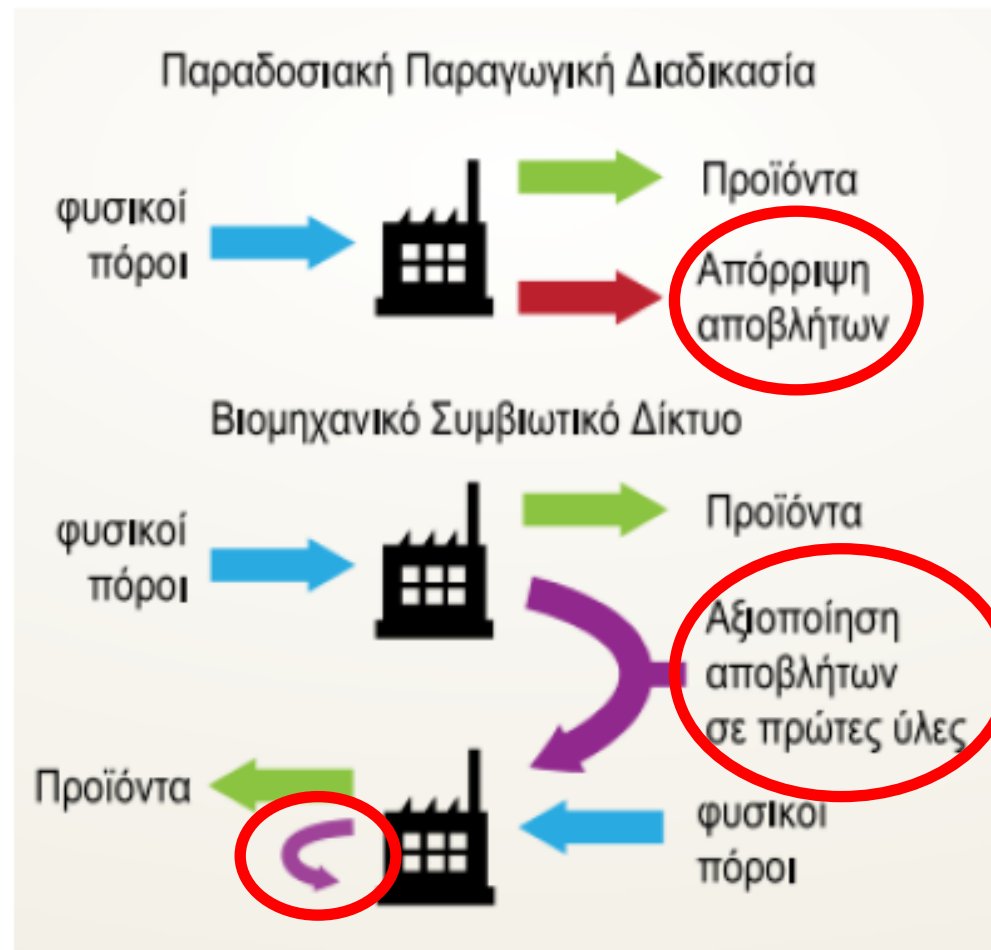 Παραδοσιακή Παραγωγική Διαδικασία
φυσικοί
πόροι
Προϊόντα
Απόρριψη
αποβλήτων
Βιομηχανικό Συμβιωτικό Δίκτυο
φυσικοί
πόροι
Προϊόντα
Αξιοποίηση
αποβλήτων
σε πρώτες ύλες
Προϊόντα
φυσικοί
πόροι